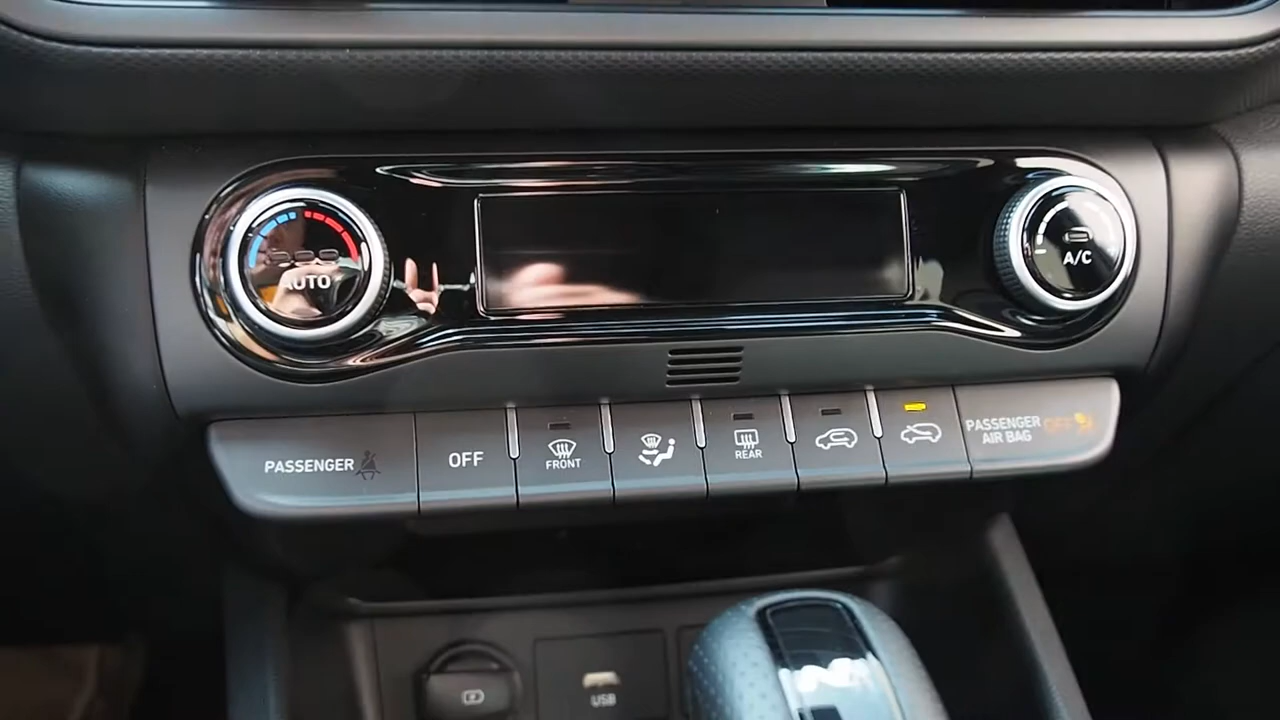 AUTO
A/C
PASSENGER
OFF
FRONT
REAR
PASSENGER
AIR BAG
OFF
USB